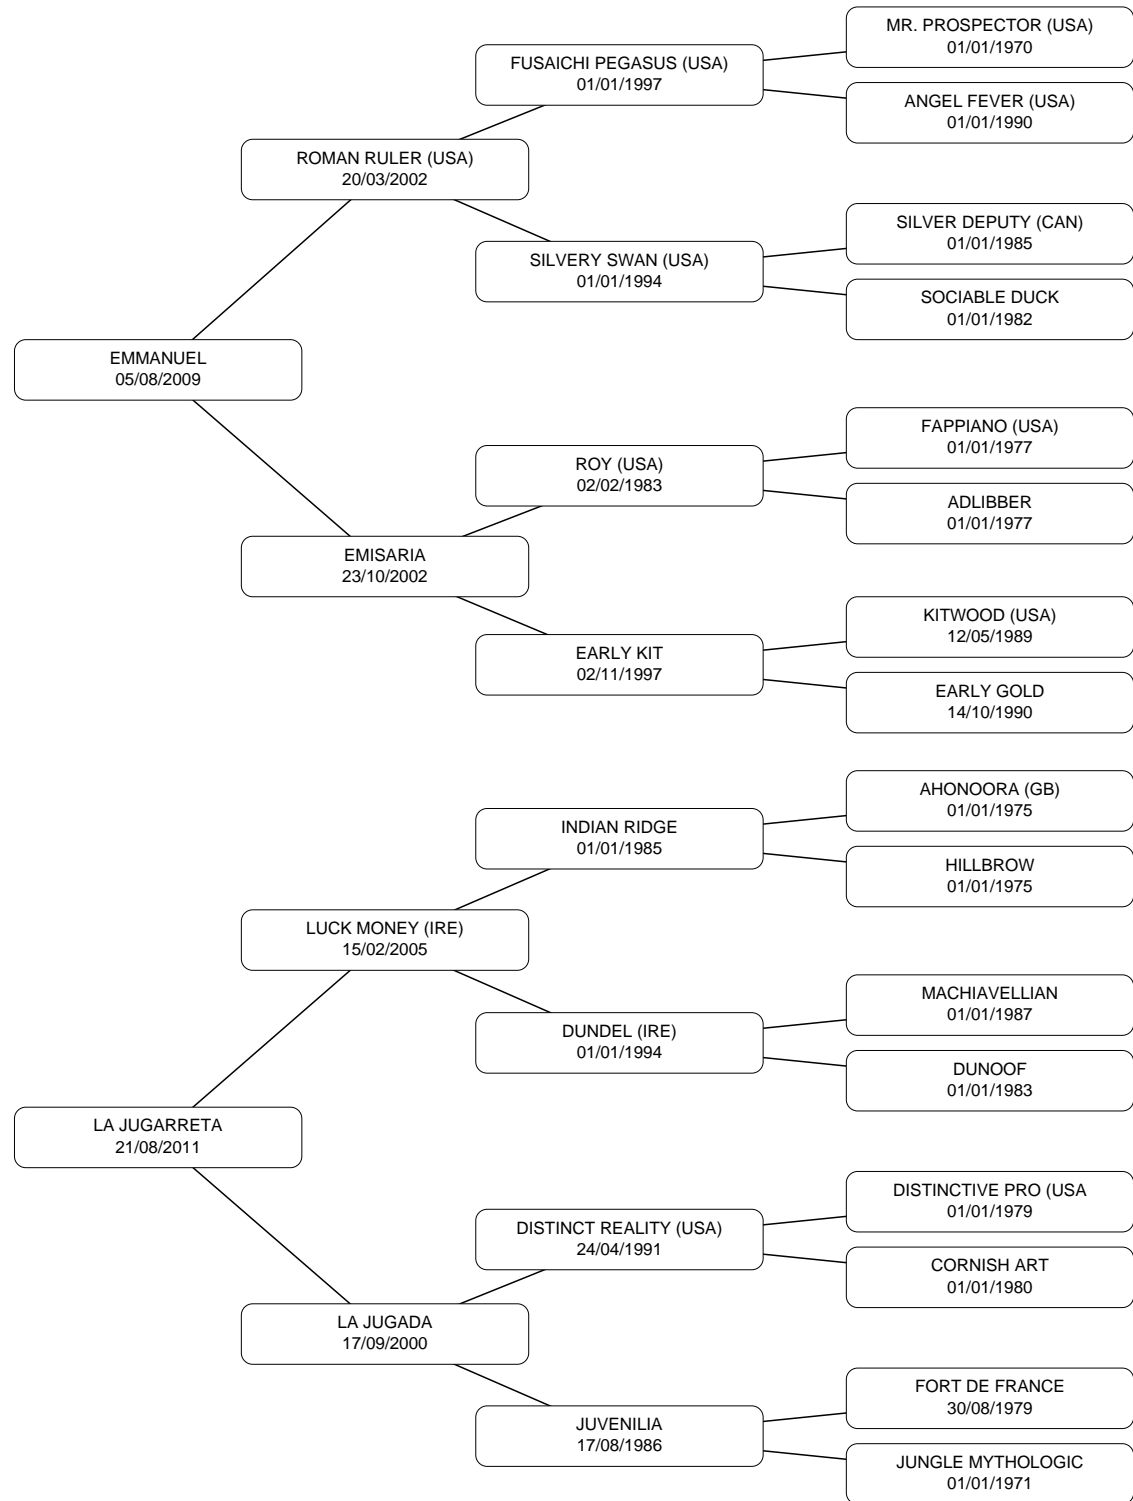 MR. PROSPECTOR (USA)
01/01/1970
FUSAICHI PEGASUS (USA)
01/01/1997
ANGEL FEVER (USA)
01/01/1990
ROMAN RULER (USA)
20/03/2002
SILVER DEPUTY (CAN)
01/01/1985
SILVERY SWAN (USA)
01/01/1994
SOCIABLE DUCK
01/01/1982
EMMANUEL
05/08/2009
FAPPIANO (USA)
01/01/1977
ROY (USA)
02/02/1983
ADLIBBER
01/01/1977
EMISARIA
23/10/2002
KITWOOD (USA)
12/05/1989
EARLY KIT
02/11/1997
EARLY GOLD
14/10/1990
AHONOORA (GB)
01/01/1975
INDIAN RIDGE
01/01/1985
HILLBROW
01/01/1975
LUCK MONEY (IRE)
15/02/2005
MACHIAVELLIAN
01/01/1987
DUNDEL (IRE)
01/01/1994
DUNOOF
01/01/1983
LA JUGARRETA
21/08/2011
DISTINCTIVE PRO (USA
01/01/1979
DISTINCT REALITY (USA)
24/04/1991
CORNISH ART
01/01/1980
LA JUGADA
17/09/2000
FORT DE FRANCE
30/08/1979
JUVENILIA
17/08/1986
JUNGLE MYTHOLOGIC
01/01/1971